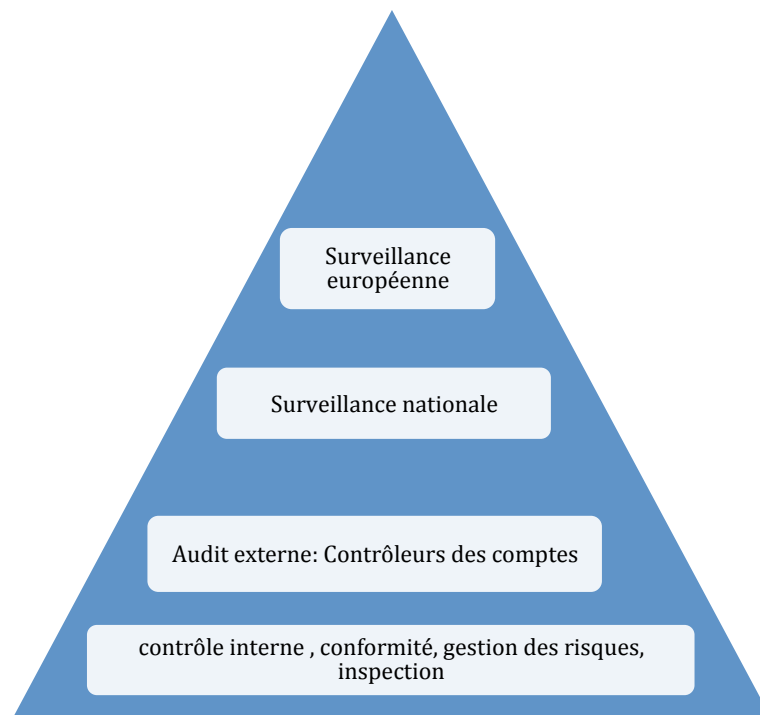 Surveillance
européenne
Surveillance nationale
Audit externe: Contrôleurs des comptes
contrôle interne , conformité, gestion des risques,
inspection